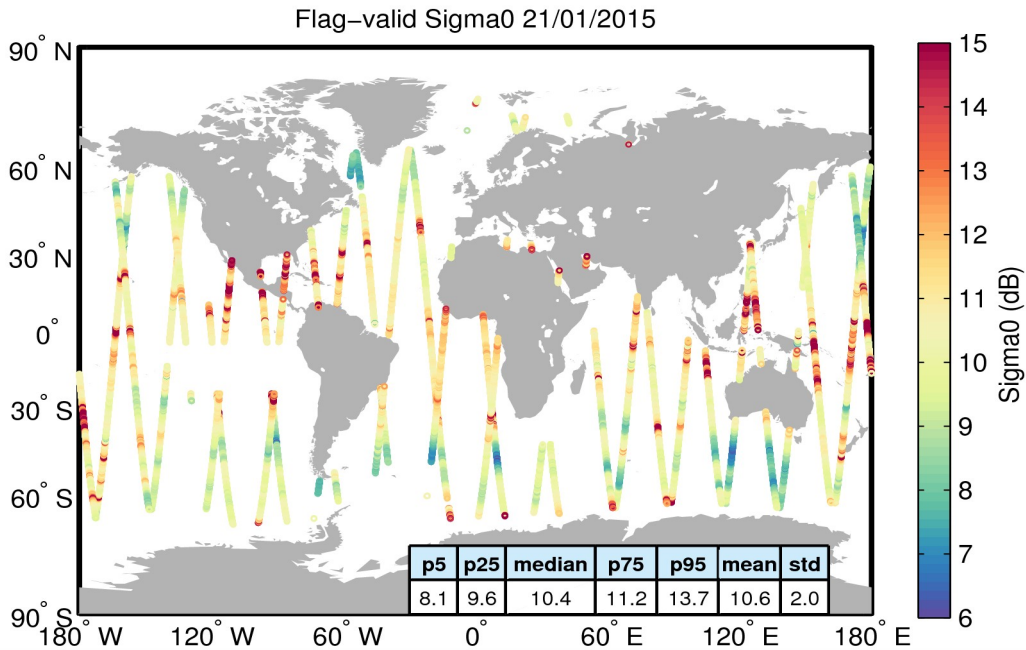 Flag−valid Sigma0 21/01/2015
90° N
60° N
30° N
0°
30° S
60° S
90° S
180° W
120° W
60° W
0°
60° E
120° E
180° E
p5 p25 median p75 p95 mean std
8.1 9.6 10.4 11.2 13.7 10.6 2.0
15
14
13
12
11
10
9
8
7
6
Sigma0 (dB)